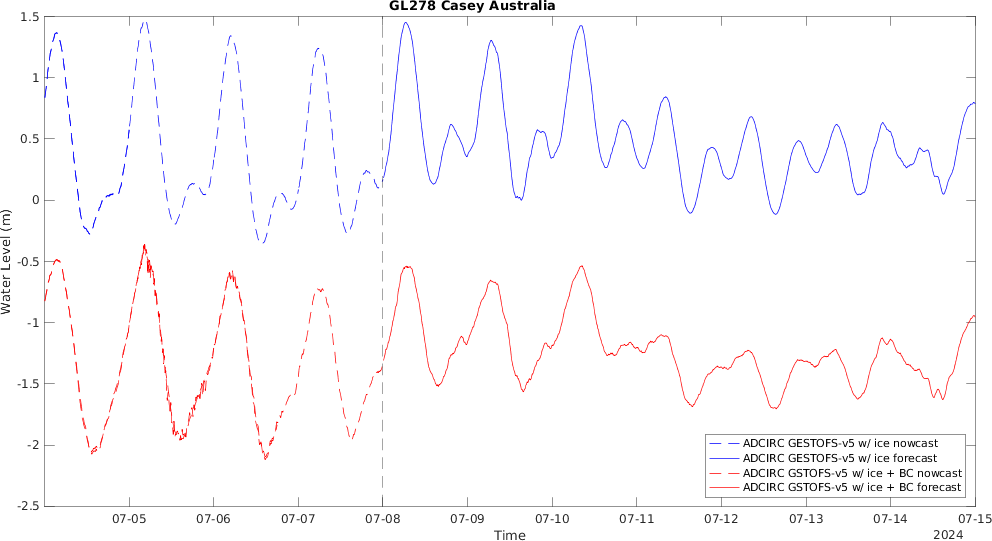 GL278 Casey Australia
1.5
1
0.5
0
-0.5
-1
-1.5
-2
-2.5
Water Level (m)
ADCIRC GESTOFS-v5 w/ ice nowcast
ADCIRC GESTOFS-v5 w/ ice forecast
ADCIRC GSTOFS-v5 w/ ice + BC nowcast
ADCIRC GSTOFS-v5 w/ ice + BC forecast
07-05 07-06 07-07 07-08 07-09 07-10 07-11 07-12 07-13 07-14 07-15
Time
2024